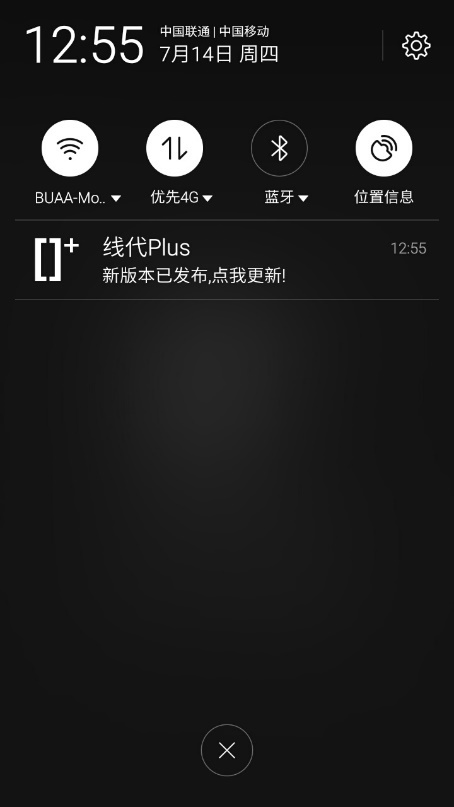 12:55
中国联通 | 中国移动
7月14日 周四
BUAA-Mo..
优先4G
蓝牙
位置信息
[]+
线代Plus
12:55
新版本已发布,点我更新!